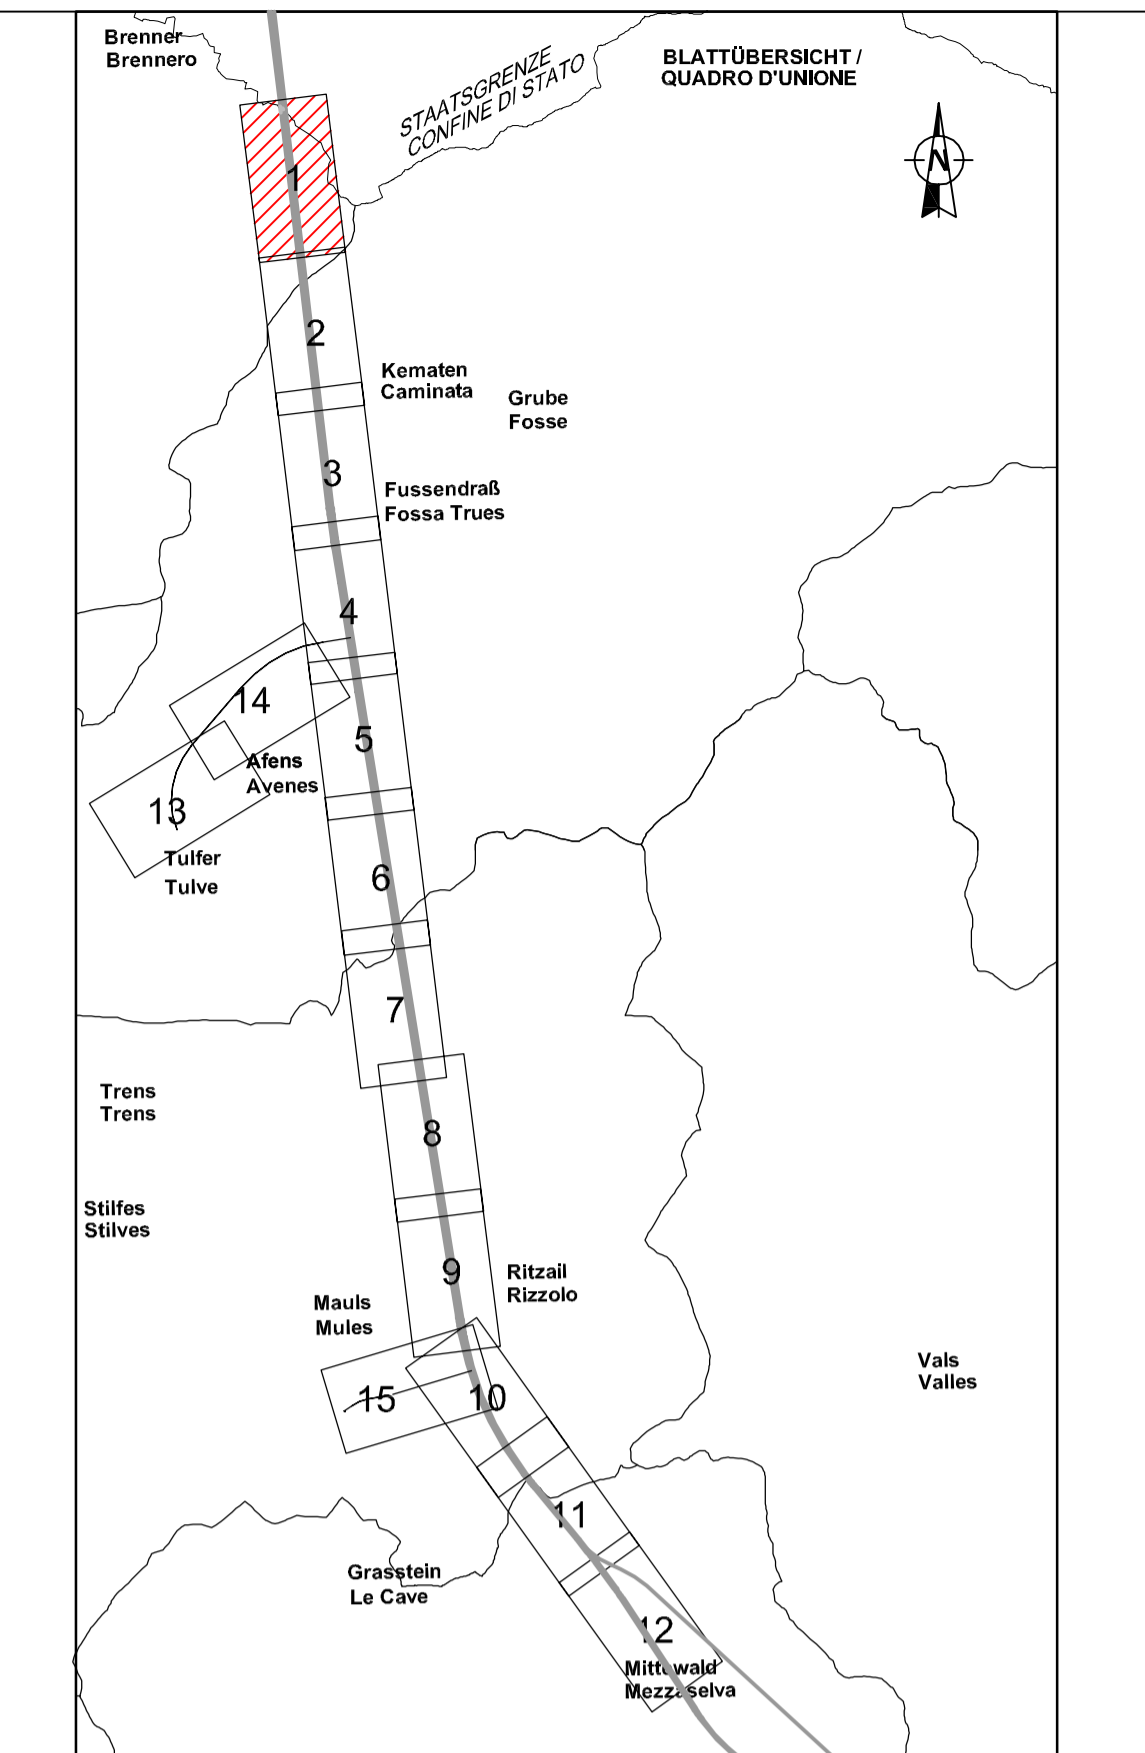 Brenner
Brennero
STAATSGRENZE
CONFINE DI STATO
BLATTÜBERSICHT /
QUADRO D'UNIONE
N
1
2
Kematen
Caminata
Grube
Fosse
3
Fussendraß
Fossa Trues
4
14
5
Afens
Avenes
13
Tulfer
Tulve
6
7
Trens
Trens
8
Stilfes
Stilves
9
Ritzail
Rizzolo
Mauls
Mules
Vals
Valles
15
10
11
Grasstein
Le Cave
12
Mittewald
Mezzaselva